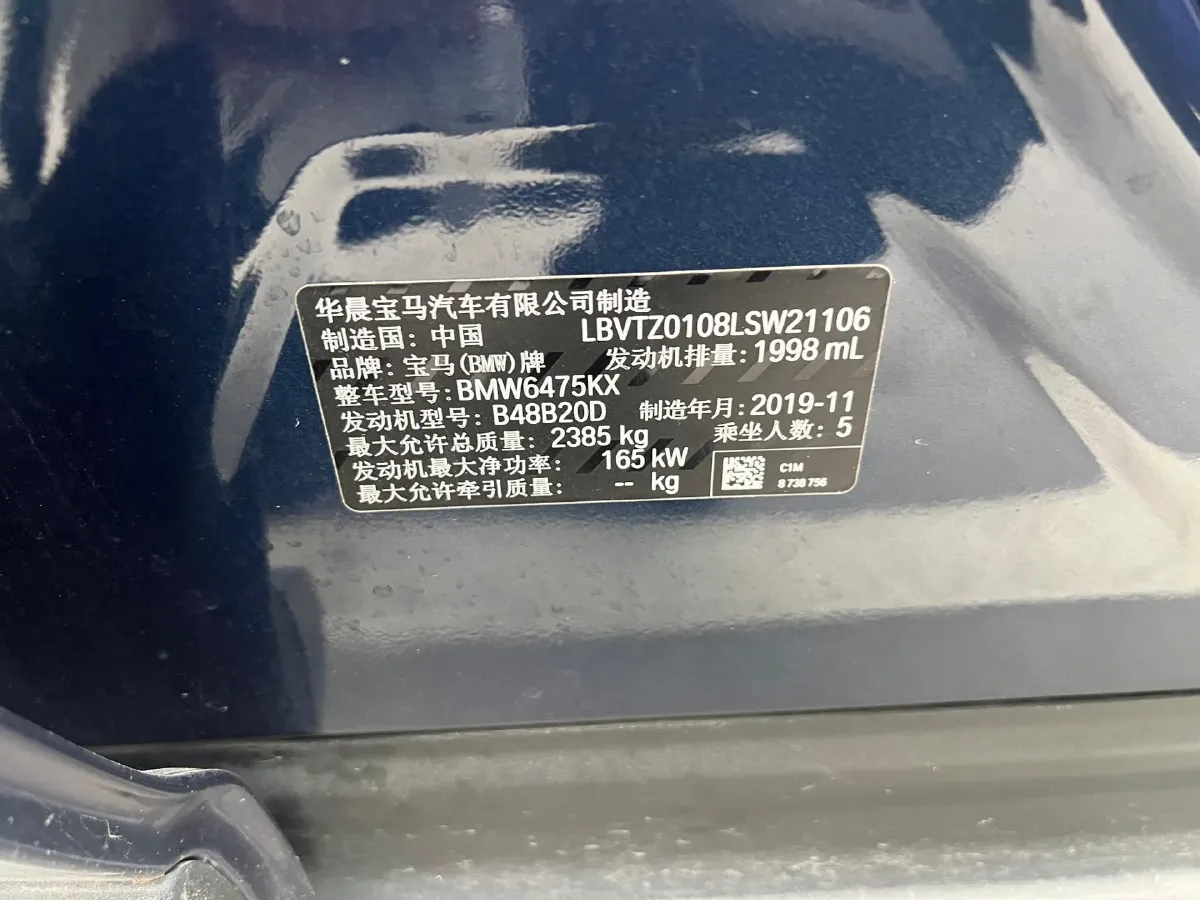 华晨宝马汽车有限公司制造
制造国：中国 LBVTZ0108LSW21106
品牌：宝马(BMW)牌 发动机排量：1998 mL
整车型号：BMW6475KX
发动机型号：B48B20D 制造年月：2019-11
最大允许总质量：2385 kg 乘坐人数：5
发动机最大净功率：165 kW
最大允许牵引质量：-- kg
C1M
8 738 756